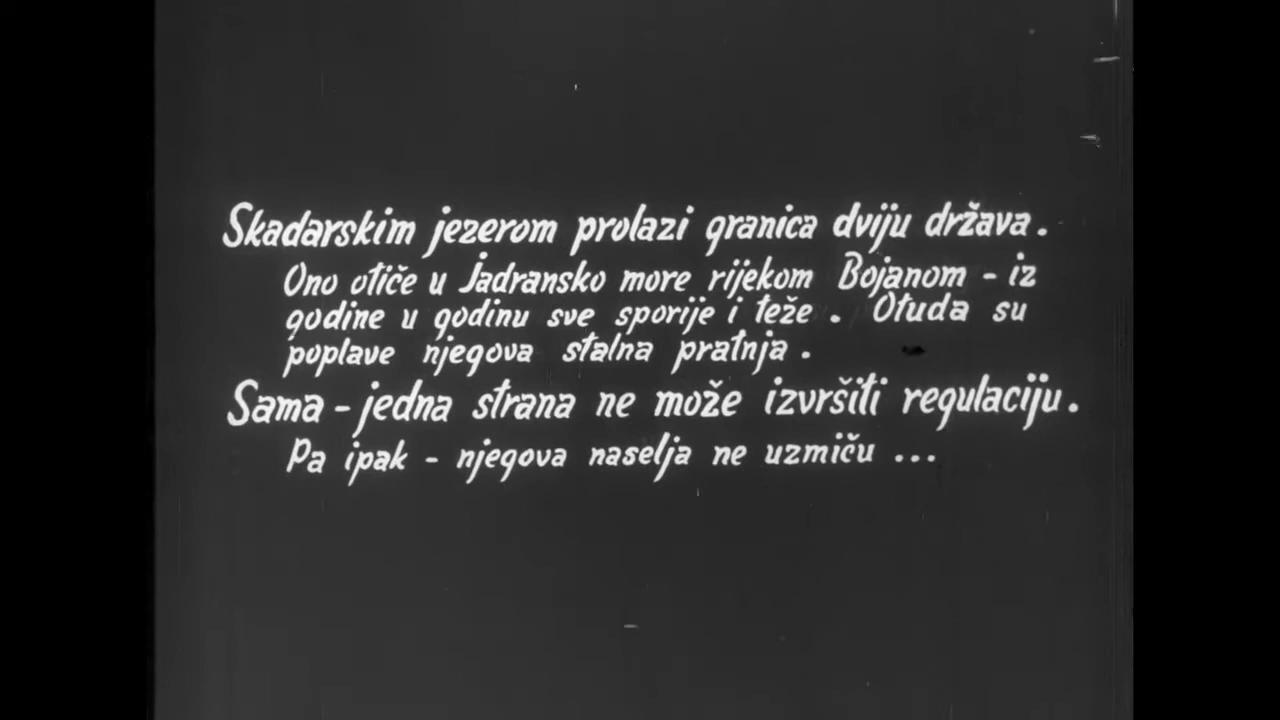 Skadarskim jezerom prolazi granica dviju država.
Ono otiče u Jadransko more rijekom Bojanom - iz
godine u godinu sve sporije i teže. Otuda su
poplave njegova stalna pratnja.
Sama - jedna strana ne može izvršiti regulaciju.
Pa ipak - njegova naselja ne uzmiču ...